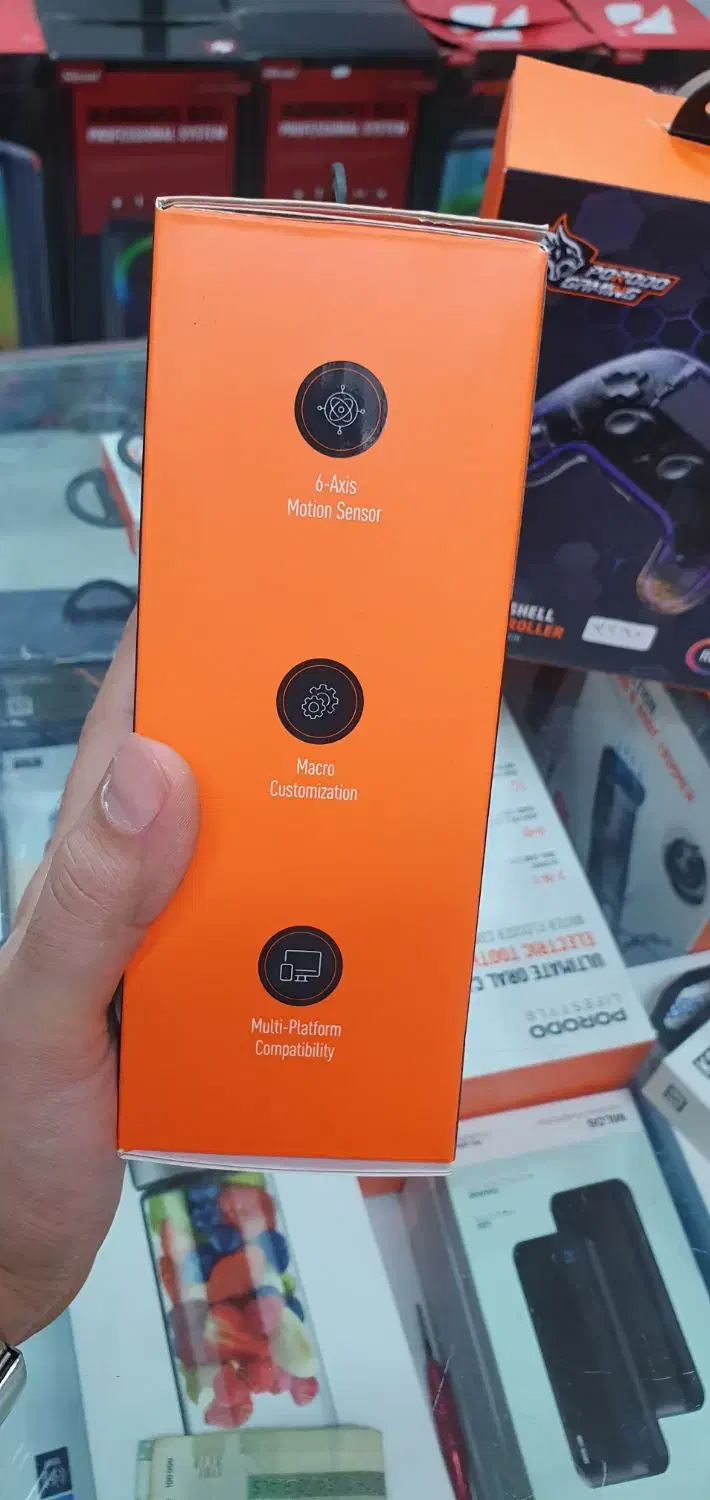 PROFESSIONAL SYSTEM
PROFESSIONAL SYSTEM
PORODO
GAMING
6-Axis
Motion Sensor
SHELL
ROLLER
Macro
Customization
Multi-Platform
Compatibility
ELECTRIC TOOT
ULTIMATE ORAL C
PORODO
LIFESTYLE